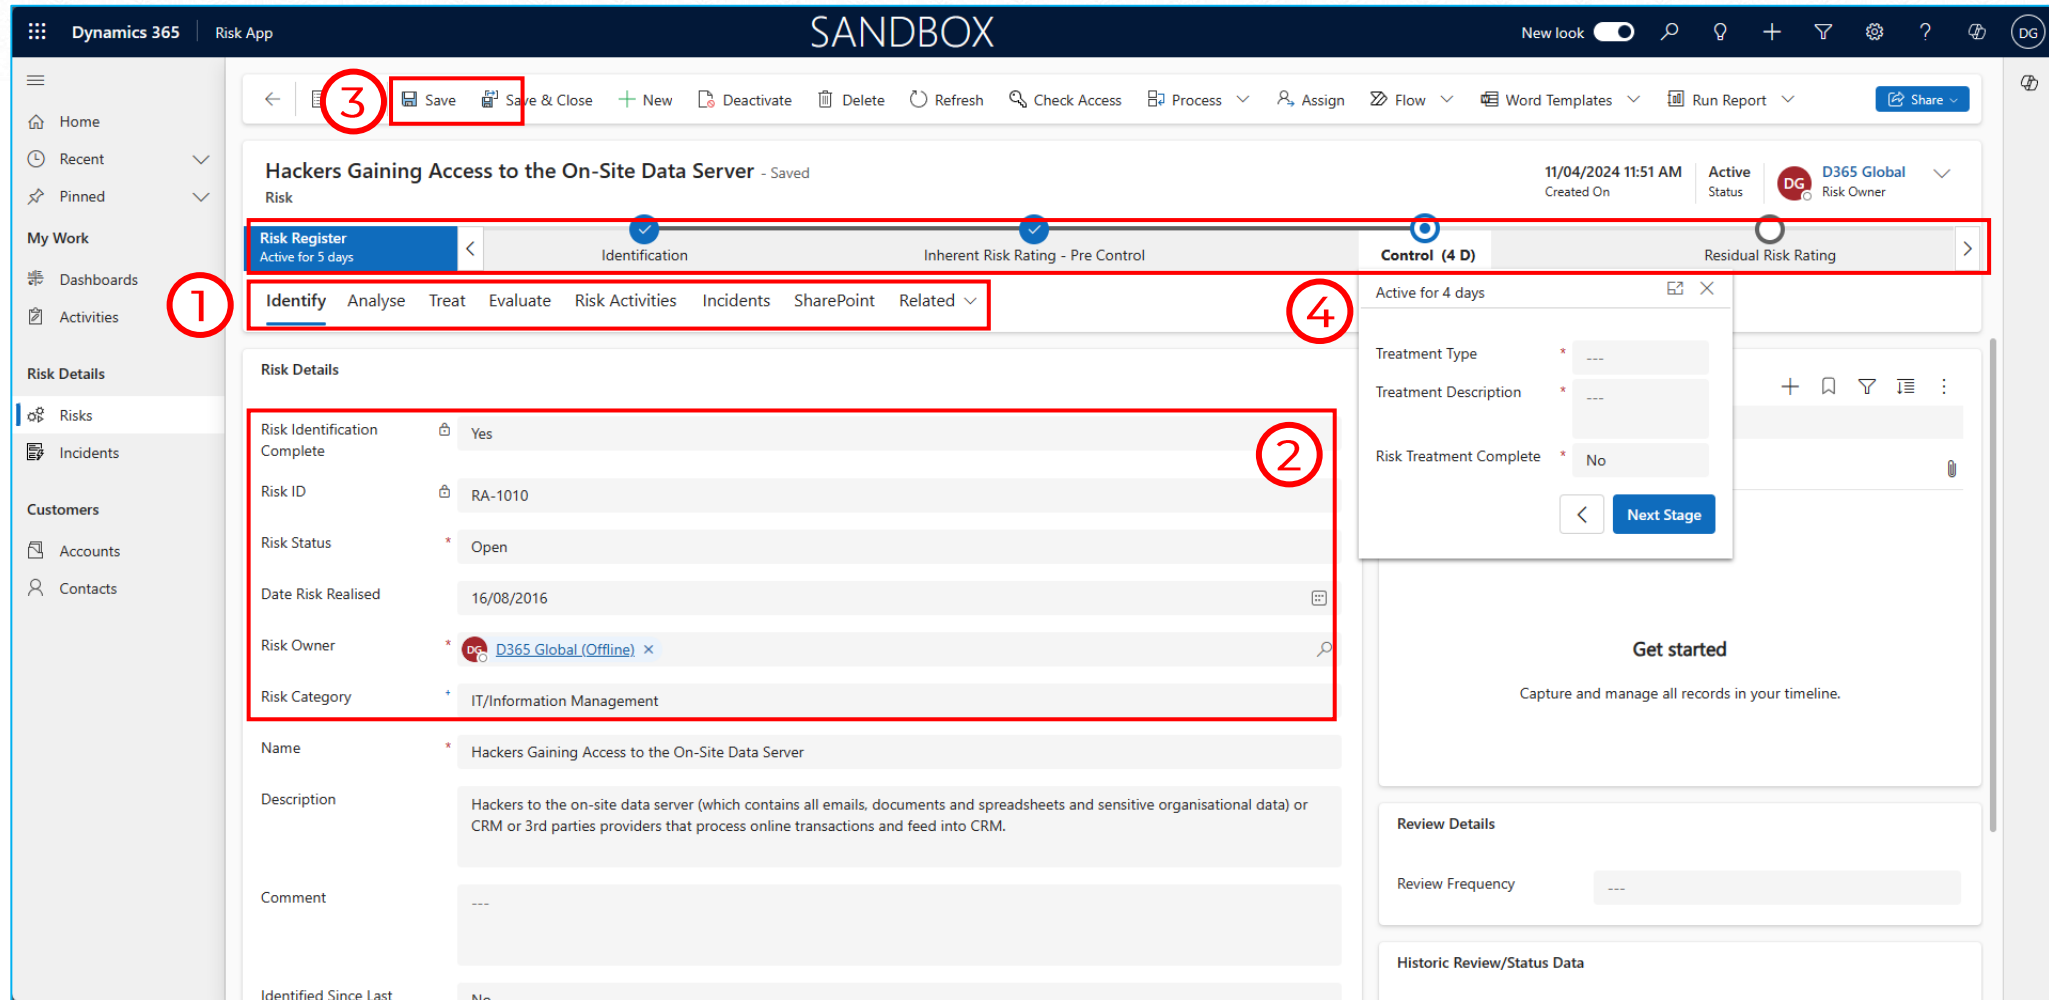 Dynamics 365 Risk App SANDBOX New look DG
3 Save Save & Close New Deactivate Delete Refresh Check Access Process Assign Flow Word Templates Run Report Share
Home
Recent
Pinned
My Work
Dashboards
Activities
Risk Details
Risks
Incidents
Customers
Accounts
Contacts
Hackers Gaining Access to the On-Site Data Server - Saved
Risk
11/04/2024 11:51 AM
Created On
Active
Status
DG
D365 Global
Risk Owner
Risk Register
Active for 5 days
Identification
Inherent Risk Rating - Pre Control
Control (4 D)
Residual Risk Rating
1
Identify Analyse Treat Evaluate Risk Activities Incidents SharePoint Related
4
Active for 4 days
Treatment Type * ---
Treatment Description * ---
Risk Treatment Complete * No
Next Stage
Risk Details
2
Risk Identification
Complete
Yes
Risk ID RA-1010
Risk Status * Open
Date Risk Realised 16/08/2016
Risk Owner * DG D365 Global (Offline)
Risk Category + IT/Information Management
Name * Hackers Gaining Access to the On-Site Data Server
Description
Hackers to the on-site data server (which contains all emails, documents and spreadsheets and sensitive organisational data) or
CRM or 3rd parties providers that process online transactions and feed into CRM.
Comment ---
Identified Since Last No
Get started
Capture and manage all records in your timeline.
Review Details
Review Frequency ---
Historic Review/Status Data